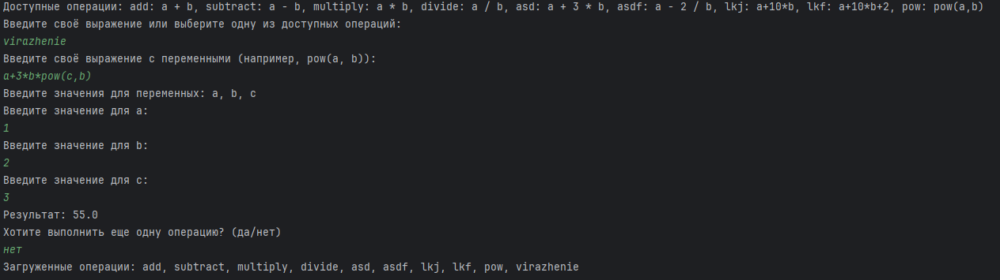 Доступные операции: add: a + b, subtract: a - b, multiply: a * b, divide: a / b, asd: a + 3 * b, asdf: a - 2 / b, lkj: a+10*b, lkf: a+10*b+2, pow: pow(a,b)
Введите своё выражение или выберите одну из доступных операций:
virazhenie
Введите своё выражение с переменными (например, pow(a, b)):
a+3*b*pow(c,b)
Введите значения для переменных: a, b, c
Введите значение для a:
1
Введите значение для b:
2
Введите значение для c:
3
Результат: 55.0
Хотите выполнить еще одну операцию? (да/нет)
нет
Загруженные операции: add, subtract, multiply, divide, asd, asdf, lkj, lkf, pow, virazhenie